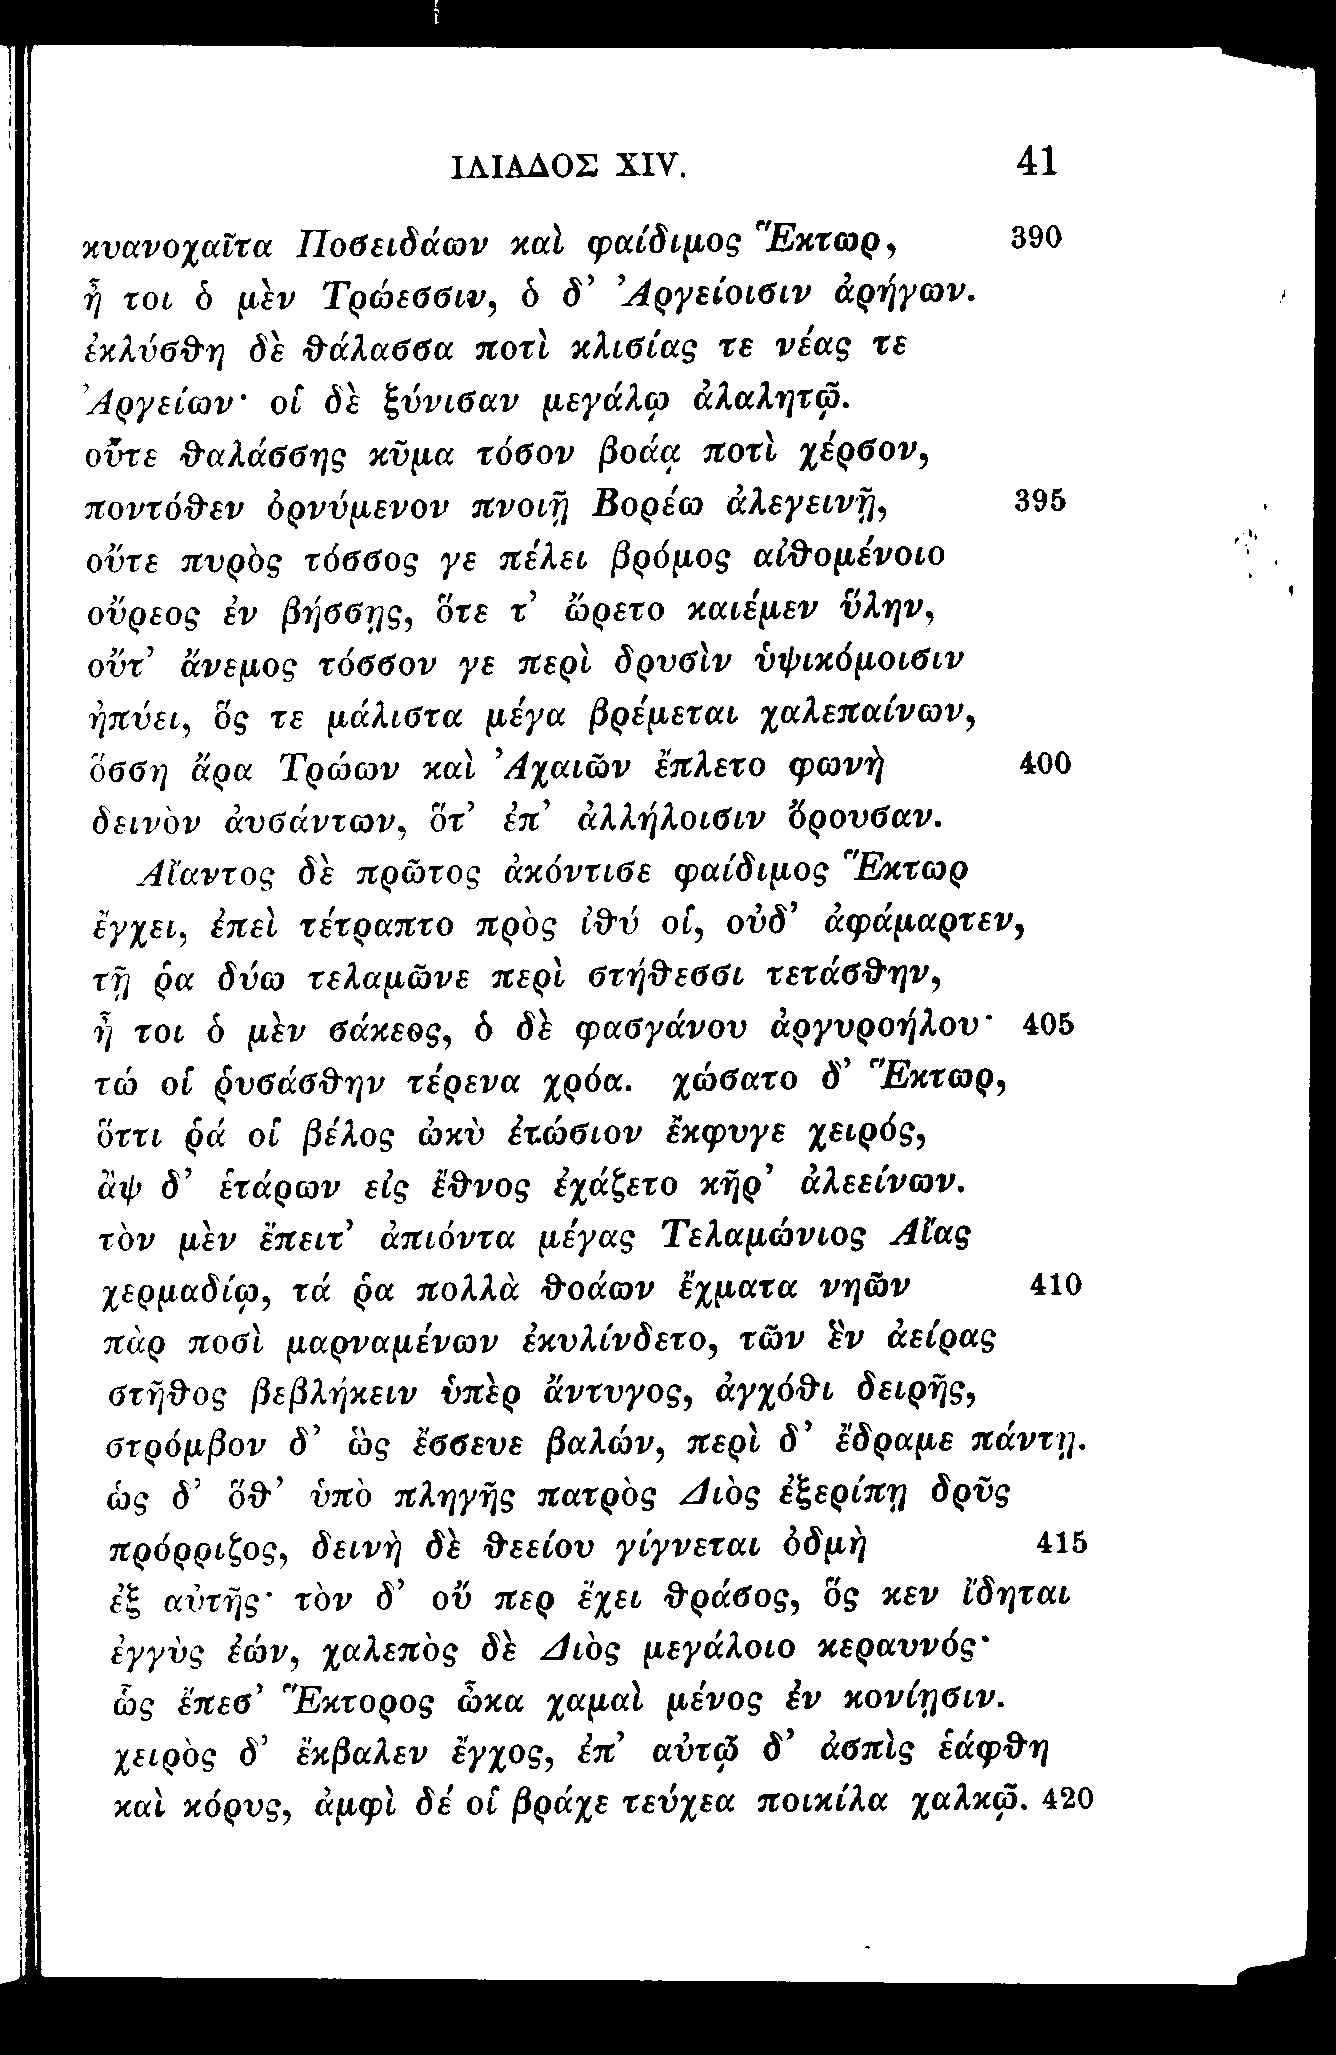 ΙΛΙΑΔΟΣ XIV. 41
κυανοχαῖτα Ποσειδάων καὶ φαίδιμος Ἕκτωρ, 390
ἦ τοι ὁ μὲν Τρώεσσιν, ὁ δ’ Ἀργείοισιν ἀρήγων.
ἐκλύσθη δὲ θάλασσα ποτὶ κλισίας τε νέας τε
Ἀργείων· οἱ δὲ ξύνισαν μεγάλῳ ἀλαλητῷ.
οὔτε θαλάσσης κῦμα τόσον βοάᾳ ποτὶ χέρσον,
ποντόθεν ὀρνύμενον πνοιῇ Βορέω ἀλεγεινῇ, 395
οὔτε πυρὸς τόσσος γε πέλει βρόμος αἰθομένοιο
οὔρεος ἐν βήσσῃς, ὅτε τ’ ὤρετο καιέμεν ὕλην,
οὔτ’ ἄνεμος τόσσον γε περὶ δρυσὶν ὑψικόμοισιν
ἠπύει, ὅς τε μάλιστα μέγα βρέμεται χαλεπαίνων,
ὅσση ἄρα Τρώων καὶ Ἀχαιῶν ἔπλετο φωνὴ 400
δεινὸν ἀυσάντων, ὅτ’ ἐπ’ ἀλλήλοισιν ὄρουσαν.
Αἴαντος δὲ πρῶτος ἀκόντισε φαίδιμος Ἕκτωρ
ἔγχει, ἐπεὶ τέτραπτο πρὸς ἰθύ οἱ, οὐδ’ ἀφάμαρτεν,
τῇ ῥα δύω τελαμῶνε περὶ στήθεσσι τετάσθην,
ἦ τοι ὁ μὲν σάκεος, ὁ δὲ φασγάνου ἀργυροήλου· 405
τώ οἱ ῥυσάσθην τέρενα χρόα. χώσατο δ’ Ἕκτωρ,
ὅττι ῥά οἱ βέλος ὠκὺ ἐτώσιον ἔκφυγε χειρός,
ἂψ δ’ ἑτάρων εἰς ἔθνος ἐχάζετο κῆρ’ ἀλεείνων.
τὸν μὲν ἔπειτ’ ἀπιόντα μέγας Τελαμώνιος Αἴας
χερμαδίῳ, τά ῥα πολλὰ θοάων ἔχματα νηῶν 410
πὰρ ποσὶ μαρναμένων ἐκυλίνδετο, τῶν ἓν ἀείρας
στῆθος βεβλήκειν ὑπὲρ ἄντυγος, ἀγχόθι δειρῆς,
στρόμβον δ’ ὣς ἔσσευε βαλών, περὶ δ’ ἔδραμε πάντῃ.
ὡς δ’ ὅθ’ ὑπὸ πληγῆς πατρὸς Διὸς ἐξερίπῃ δρῦς
πρόρριζος, δεινὴ δὲ θεείου γίγνεται ὀδμὴ 415
ἐξ αὐτῆς· τὸν δ’ οὔ περ ἔχει θράσος, ὅς κεν ἴδηται
ἐγγὺς ἐών, χαλεπὸς δὲ Διὸς μεγάλοιο κεραυνός·
ὧς ἔπεσ’ Ἕκτορος ὦκα χαμαὶ μένος ἐν κονίῃσιν.
χειρὸς δ’ ἔκβαλεν ἔγχος, ἐπ’ αὐτῷ δ’ ἀσπὶς ἑάφθη
καὶ κόρυς, ἀμφὶ δέ οἱ βράχε τεύχεα ποικίλα χαλκῷ. 420